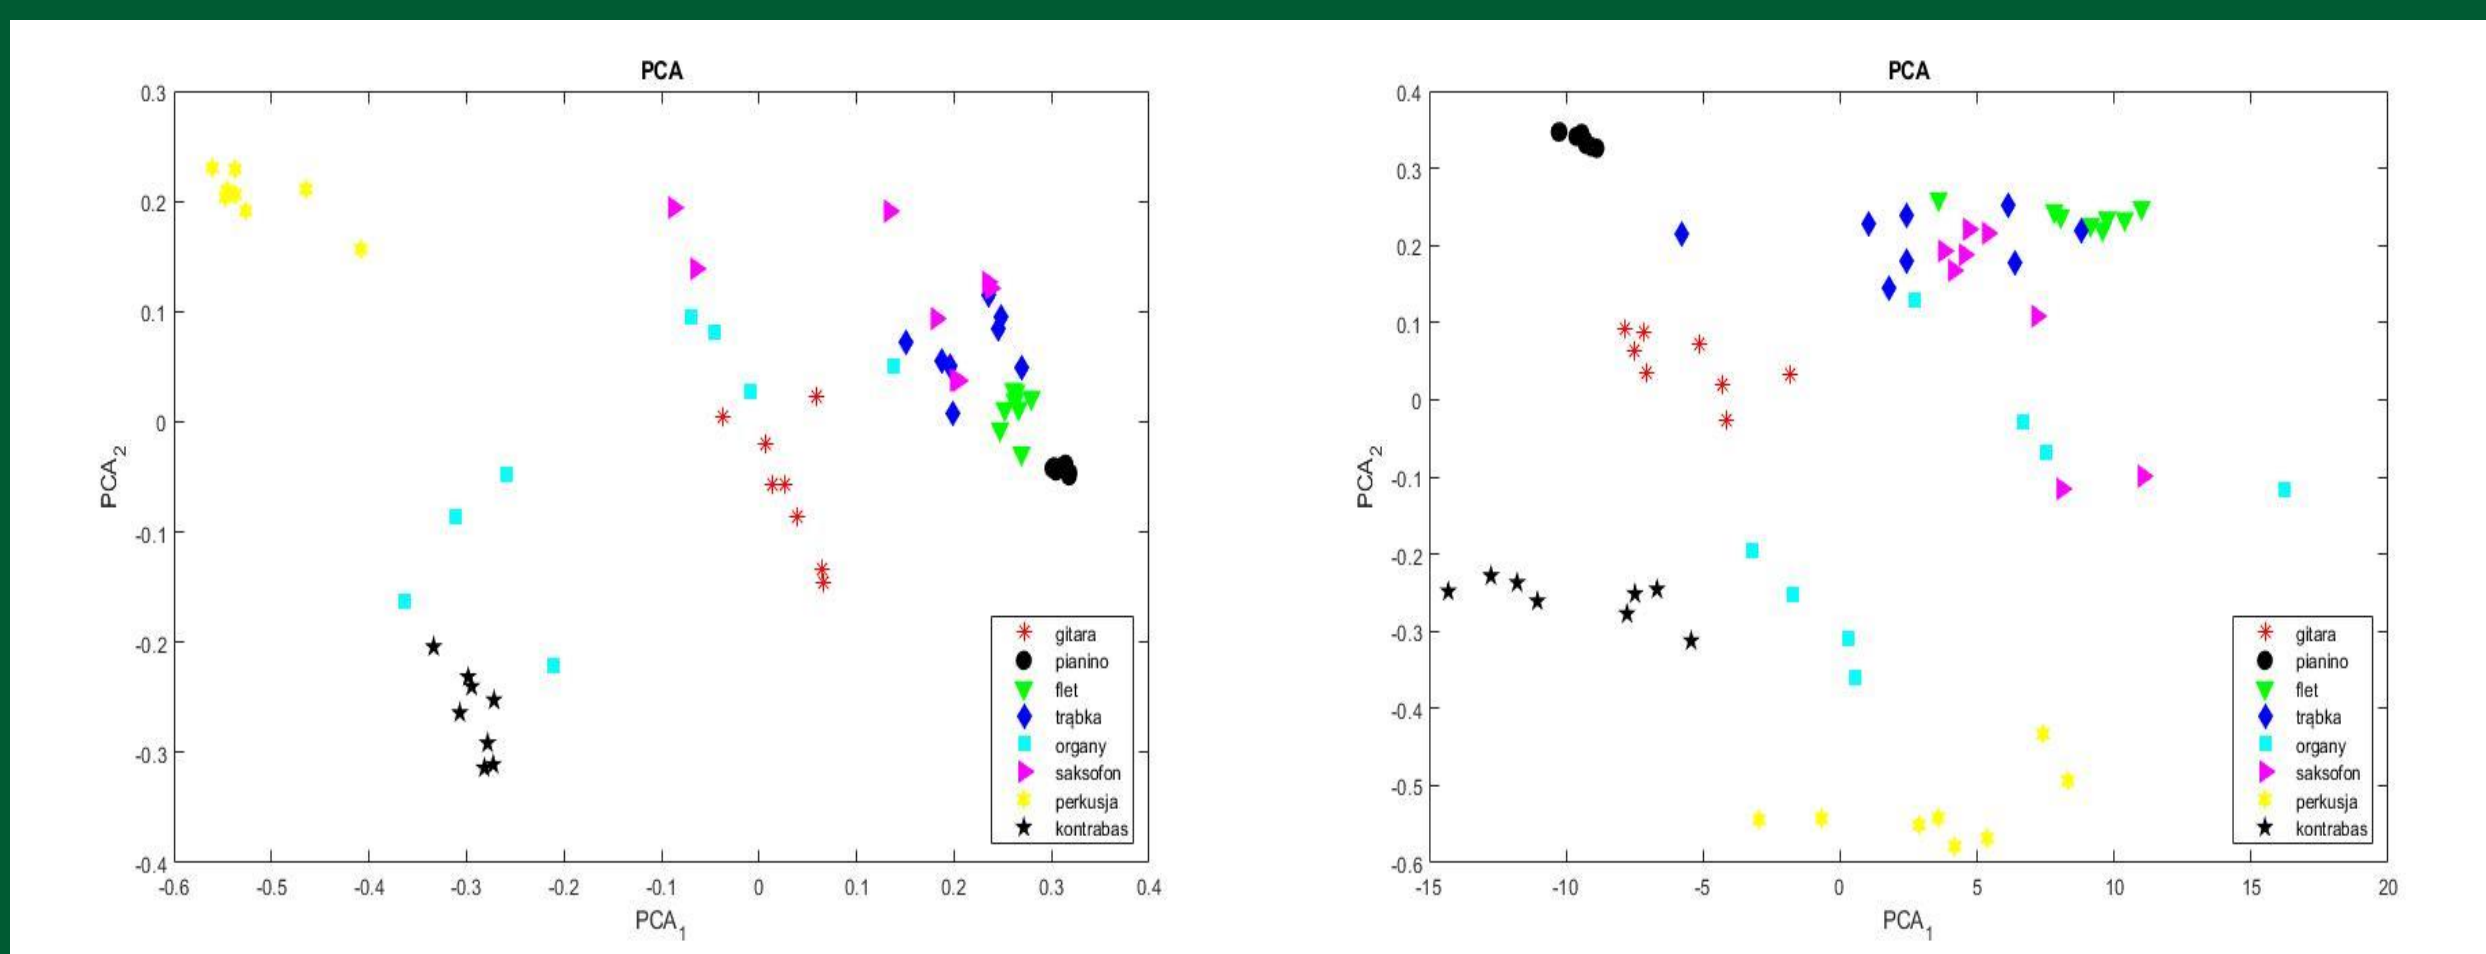 PCA
0.3
0.2
0.1
0
-0.1
-0.2
-0.3
-0.4
PCA2
-0.6 -0.5 -0.4 -0.3 -0.2 -0.1 0 0.1 0.2 0.3 0.4
PCA1
gitara
pianino
flet
trąbka
organy
saksofon
perkusja
kontrabas
PCA
0.4
0.3
0.2
0.1
0
-0.1
-0.2
-0.3
-0.4
-0.5
-0.6
PCA2
-15 -10 -5 0 5 10 15 20
PCA1
gitara
pianino
flet
trąbka
organy
saksofon
perkusja
kontrabas